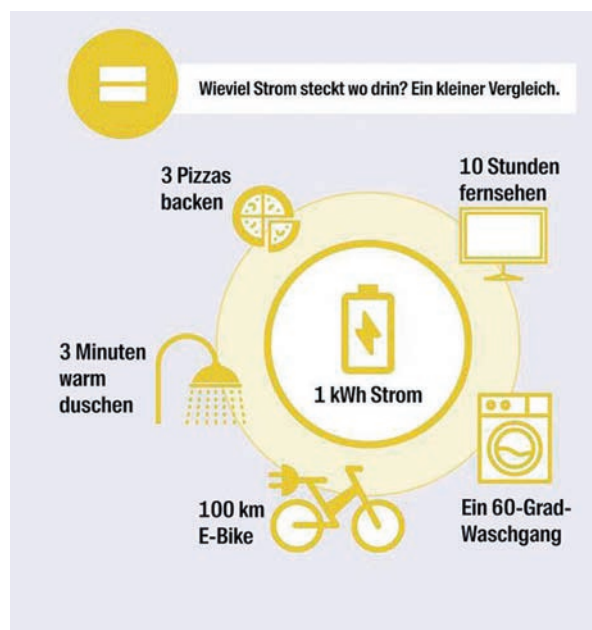 Wieviel Strom steckt wo drin? Ein kleiner Vergleich.
3 Pizzas
backen
10 Stunden
fernsehen
3 Minuten
warm
duschen
1 kWh Strom
100 km
E-Bike
Ein 60-Grad-
Waschgang